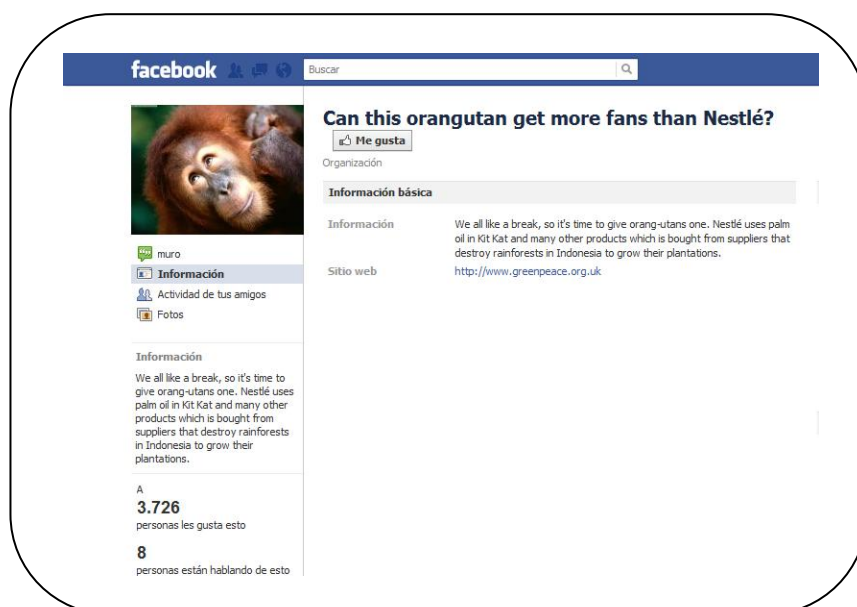 facebook
Buscar
Can this orangutan get more fans than Nestlé?
Me gusta
Organización
Información básica
Información
We all like a break, so it's time to give orang-utans one. Nestlé uses palm
oil in Kit Kat and many other products which is bought from suppliers that
destroy rainforests in Indonesia to grow their plantations.
Sitio web
http://www.greenpeace.org.uk
muro
Información
Actividad de tus amigos
Fotos
Información
We all like a break, so it's time to
give orang-utans one. Nestlé uses
palm oil in Kit Kat and many other
products which is bought from
suppliers that destroy rainforests
in Indonesia to grow their
plantations.
A
3.726
personas les gusta esto
8
personas están hablando de esto